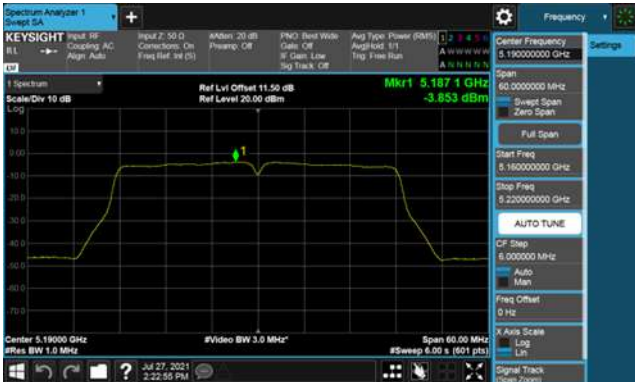 Spectrum Analyzer 1
Swept SA
Frequency
KEYSIGHT
Input: RF
Coupling: AC
Align: Auto
Input Z: 50 Ω
Corrections: On
Freq Ref: Int (S)
#Atten: 20 dB
Preamp: Off
PNO: Best Wide
Gate: Off
IF Gain: Low
Sig Track: Off
Avg Type: Power (RMS)
Avg|Hold: 1/1
Trig: Free Run
1 2 3 4 5 6
A W W W W W
A N N N N N
1 Spectrum
Scale/Div 10 dB
Log
Ref Lvl Offset 11.50 dB
Ref Level 20.00 dBm
Mkr1 5.187 1 GHz
-3.853 dBm
10.0
0.00
-10.0
-20.0
-30.0
-40.0
-50.0
-60.0
-70.0
1
Center 5.19000 GHz
#Res BW 1.0 MHz
#Video BW 3.0 MHz*
Span 60.00 MHz
#Sweep 6.00 s (601 pts)
Jul 27, 2021
2:22:55 PM
Center Frequency
5.190000000 GHz
Settings
Span
60.0000000 MHz
Swept Span
Zero Span
Full Span
Start Freq
5.160000000 GHz
Stop Freq
5.220000000 GHz
AUTO TUNE
CF Step
6.000000 MHz
Auto
Man
Freq Offset
0 Hz
X Axis Scale
Log
Lin
Signal Track
(Span Zoom)